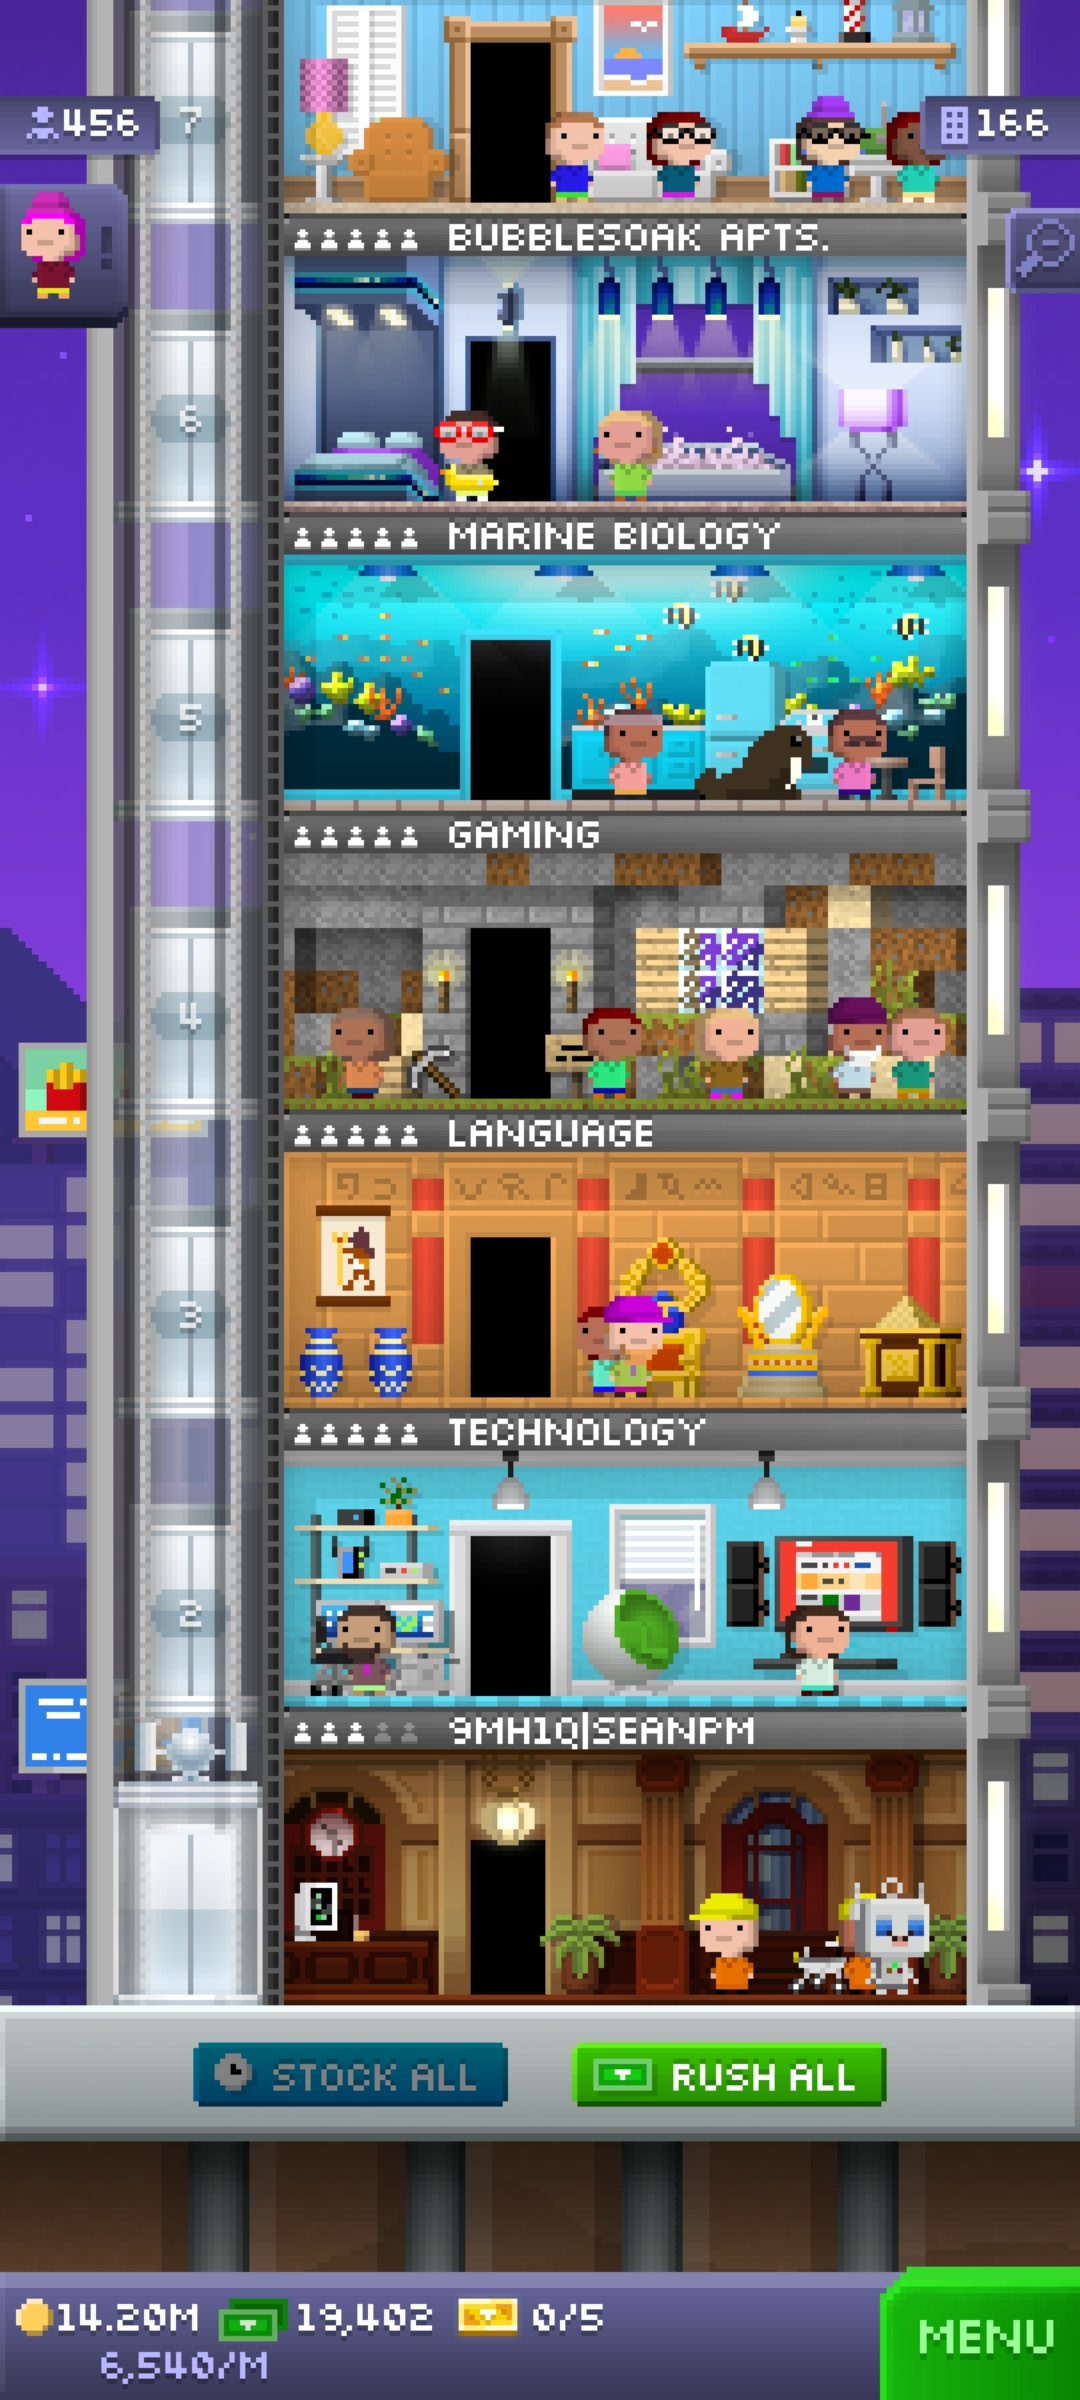 7
456
166
!
BUBBLESOAK APTS.
6
MARINE BIOLOGY
5
GAMING
4
LANGUAGE
3
TECHNOLOGY
2
9MH1Q|SEANPM
STOCK ALL
RUSH ALL
14.20M
19,402
0/5
6,540/M
MENU